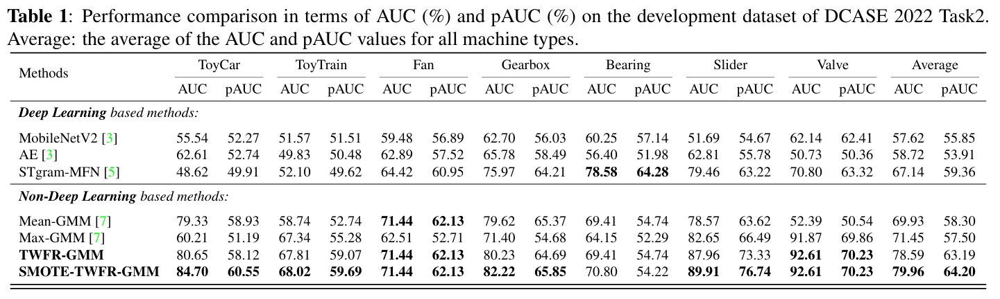 Table 1: Performance comparison in terms of AUC (%) and pAUC (%) on the development dataset of DCASE 2022 Task2.
Average: the average of the AUC and pAUC values for all machine types.
Methods ToyCar ToyTrain Fan Gearbox Bearing Slider Valve Average
AUC pAUC AUC pAUC AUC pAUC AUC pAUC AUC pAUC AUC pAUC AUC pAUC AUC pAUC
Deep Learning based methods:
MobileNetV2 [3] 55.54 52.27 51.57 51.51 59.48 56.89 62.70 56.03 60.25 57.14 51.69 54.67 62.14 62.41 57.62 55.85
AE [3] 62.61 52.74 49.83 50.48 62.89 57.52 65.78 58.49 56.40 51.98 62.81 55.78 50.73 50.36 58.72 53.91
STgram-MFN [5] 48.62 49.91 52.10 49.62 64.42 60.95 75.97 64.21 78.58 64.28 79.46 63.22 70.80 63.32 67.14 59.36
Non-Deep Learning based methods:
Mean-GMM [7] 79.33 58.93 58.74 52.74 71.44 62.13 79.62 65.37 69.41 54.74 78.57 63.62 52.39 50.54 69.93 58.30
Max-GMM [7] 60.21 51.19 67.34 55.28 62.51 52.71 71.40 54.68 64.15 52.29 82.65 66.49 91.87 69.86 71.45 57.50
TWFR-GMM 80.65 58.12 67.81 59.07 71.44 62.13 80.23 64.69 69.41 54.74 87.96 73.33 92.61 70.23 78.59 63.19
SMOTE-TWFR-GMM 84.70 60.55 68.02 59.69 71.44 62.13 82.22 65.85 70.80 54.22 89.91 76.74 92.61 70.23 79.96 64.20